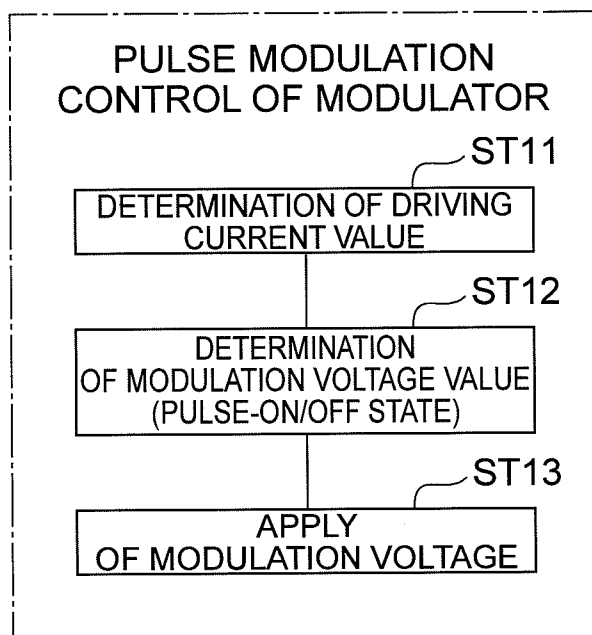 PULSE MODULATION
CONTROL OF MODULATOR
ST11
DETERMINATION OF DRIVING
CURRENT VALUE
ST12
DETERMINATION
OF MODULATION VOLTAGE VALUE
(PULSE-ON/OFF STATE)
ST13
APPLY
OF MODULATION VOLTAGE